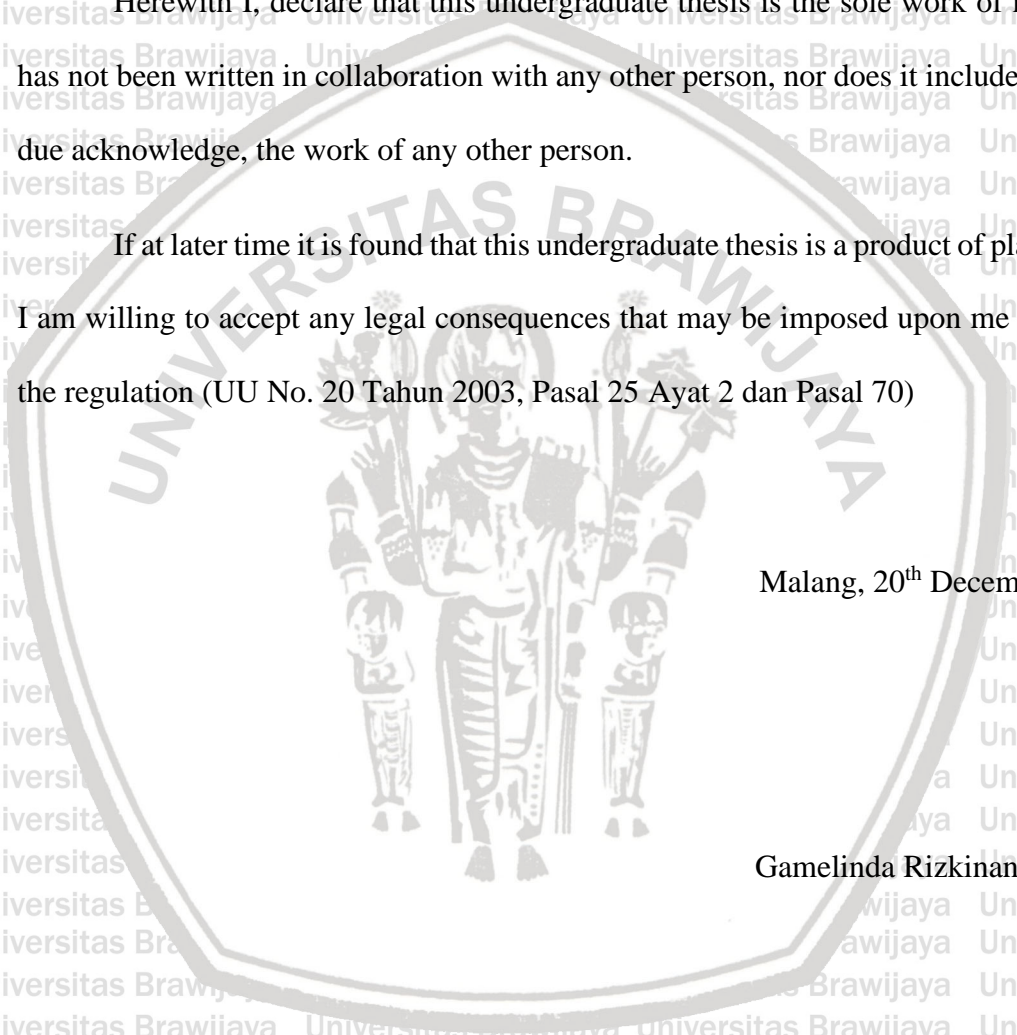 Herewith I, declare that this undergraduate thesis is the sole work of
has not been written in collaboration with any other person, nor does it include
due acknowledge, the work of any other person.
If at later time it is found that this undergraduate thesis is a product of
I am willing to accept any legal consequences that may be imposed upon me
the regulation (UU No. 20 Tahun 2003, Pasal 25 Ayat 2 dan Pasal 70)
UNIVERSITAS BRAWIJAYA
Malang, 20th
Gamelinda